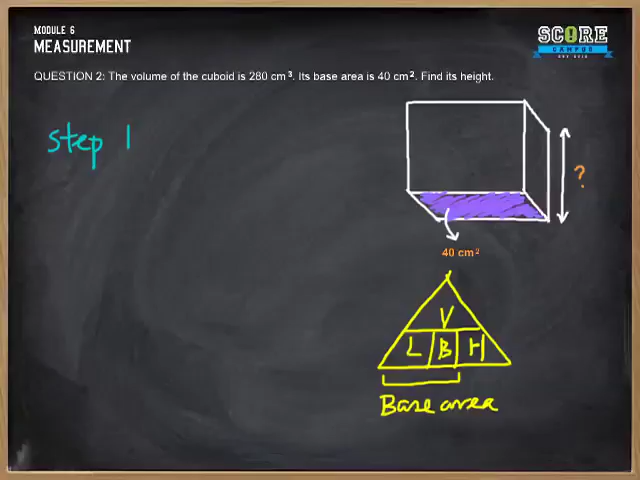 MODULE 6
MEASUREMENT
SCORE
CAMPUS
QUESTION 2: The volume of the cuboid is 280 cm³. Its base area is 40 cm². Find its height.
step 1
?
40 cm²
V
L B H
Base area